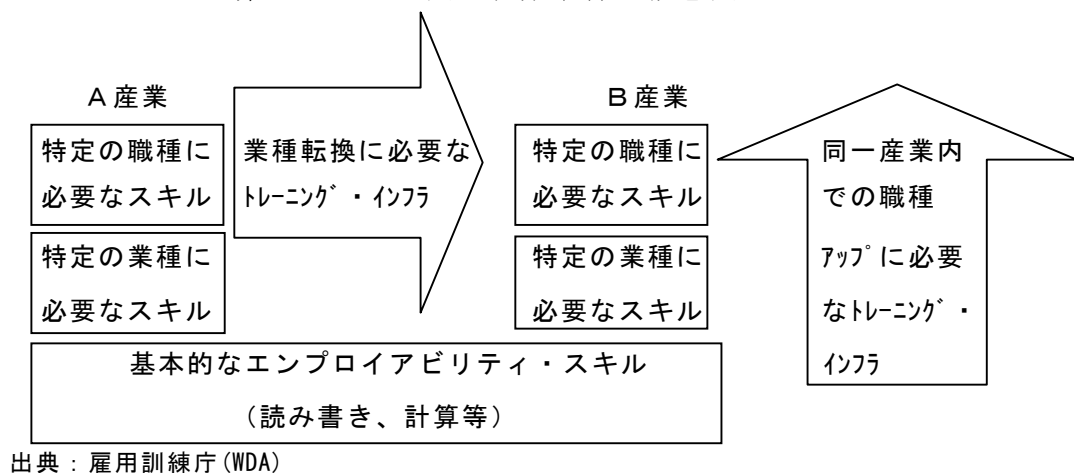 A産業
B産業
特定の職種に
必要なスキル
業種転換に必要な
ﾄﾚｰﾆﾝｸﾞ・ｲﾝﾌﾗ
特定の職種に
必要なスキル
同一産業内
での職種
ｱｯﾌﾟに必要
なﾄﾚｰﾆﾝｸﾞ・
ｲﾝﾌﾗ
特定の業種に
必要なスキル
特定の業種に
必要なスキル
基本的なエンプロイアビリティ・スキル
（読み書き、計算等）
出典：雇用訓練庁(WDA)